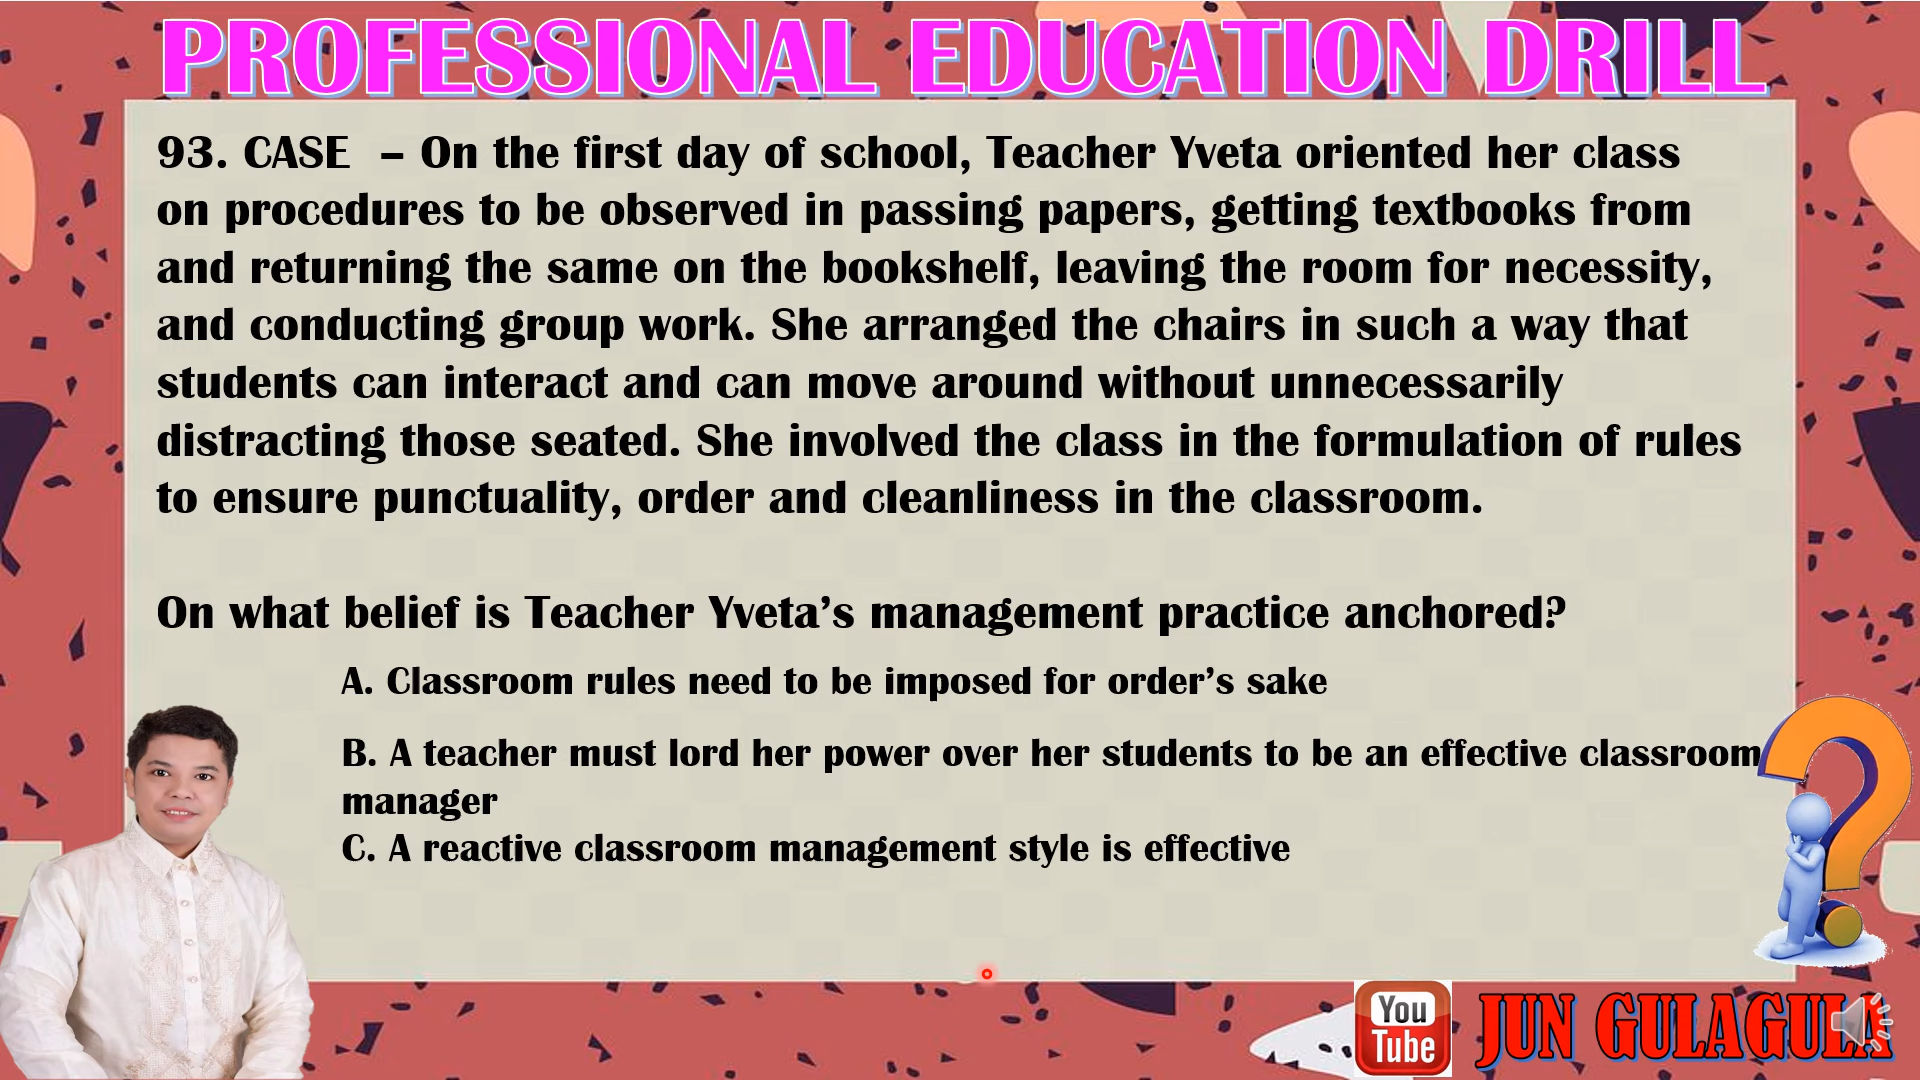 PROFESSIONAL EDUCATION DRILL
93. CASE – On the first day of school, Teacher Yveta oriented her class
on procedures to be observed in passing papers, getting textbooks from
and returning the same on the bookshelf, leaving the room for necessity,
and conducting group work. She arranged the chairs in such a way that
students can interact and can move around without unnecessarily
distracting those seated. She involved the class in the formulation of rules
to ensure punctuality, order and cleanliness in the classroom.
On what belief is Teacher Yveta’s management practice anchored?
A. Classroom rules need to be imposed for order’s sake
B. A teacher must lord her power over her students to be an effective classroom
manager
C. A reactive classroom management style is effective
You
Tube
JUN GULAGULA